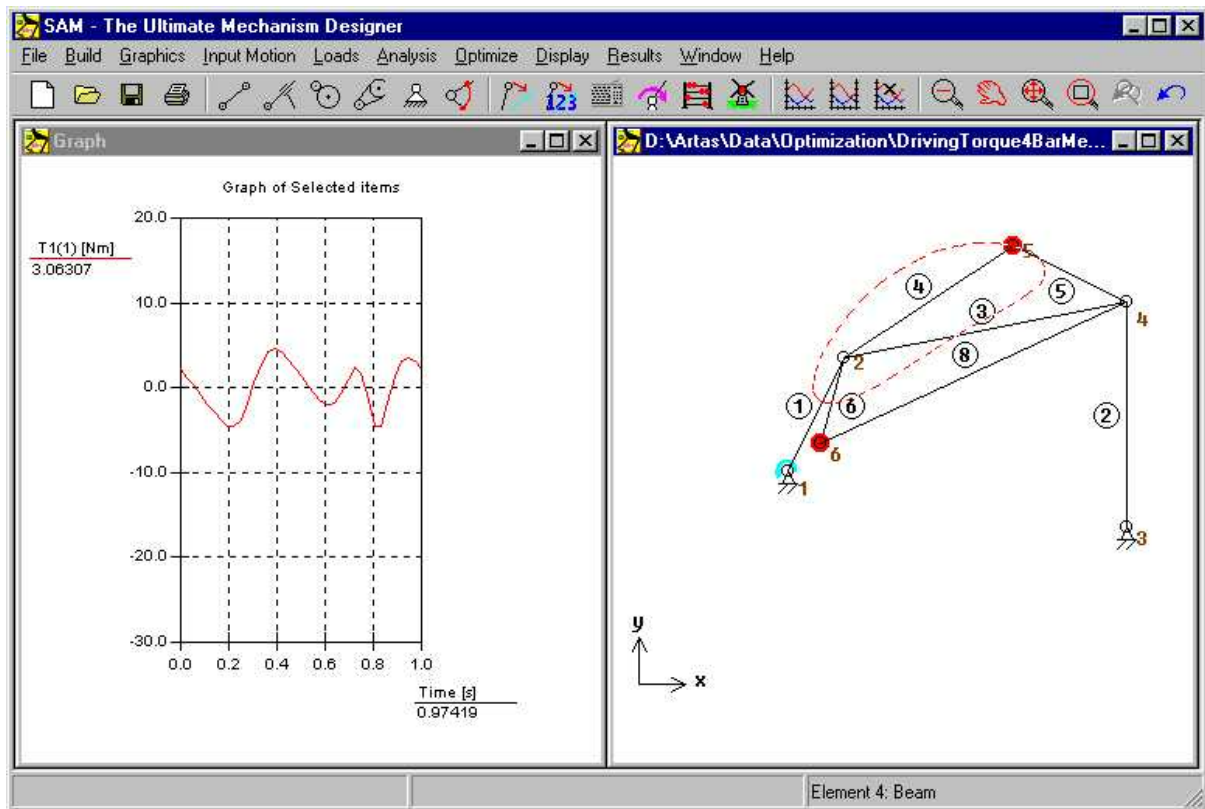 SAM - The Ultimate Mechanism Designer
File Build Graphics Input Motion Loads Analysis Optimize Display Results Window Help
123
Graph
Graph of Selected items
T1(1) [Nm]
3.06307
20.0
10.0
0.0
-10.0
-20.0
-30.0
0.0 0.2 0.4 0.6 0.8 1.0
Time [s]
0.97419
D:\Artas\Data\Optimization\DrivingTorque4BarMe...
5
4
5
3
4
2
8
1
6
2
6
1
3
y
x
Element 4: Beam